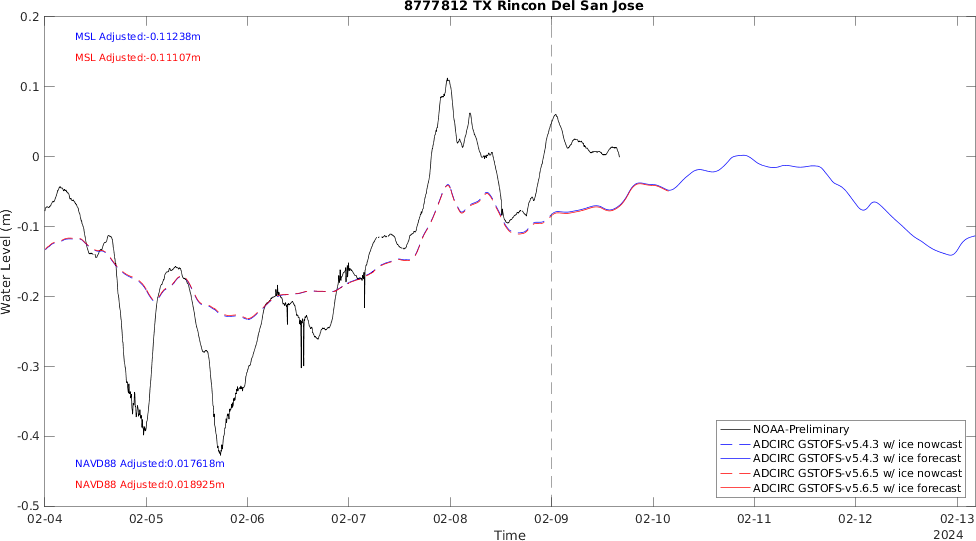 8777812 TX Rincon Del San Jose
MSL Adjusted:-0.11238m
MSL Adjusted:-0.11107m
0.2
0.1
0
-0.1
-0.2
-0.3
-0.4
-0.5
Water Level (m)
NAVD88 Adjusted:0.017618m
NAVD88 Adjusted:0.018925m
NOAA-Preliminary
ADCIRC GSTOFS-v5.4.3 w/ ice nowcast
ADCIRC GSTOFS-v5.4.3 w/ ice forecast
ADCIRC GSTOFS-v5.6.5 w/ ice nowcast
ADCIRC GSTOFS-v5.6.5 w/ ice forecast
02-04 02-05 02-06 02-07 02-08 02-09 02-10 02-11 02-12 02-13
Time
2024